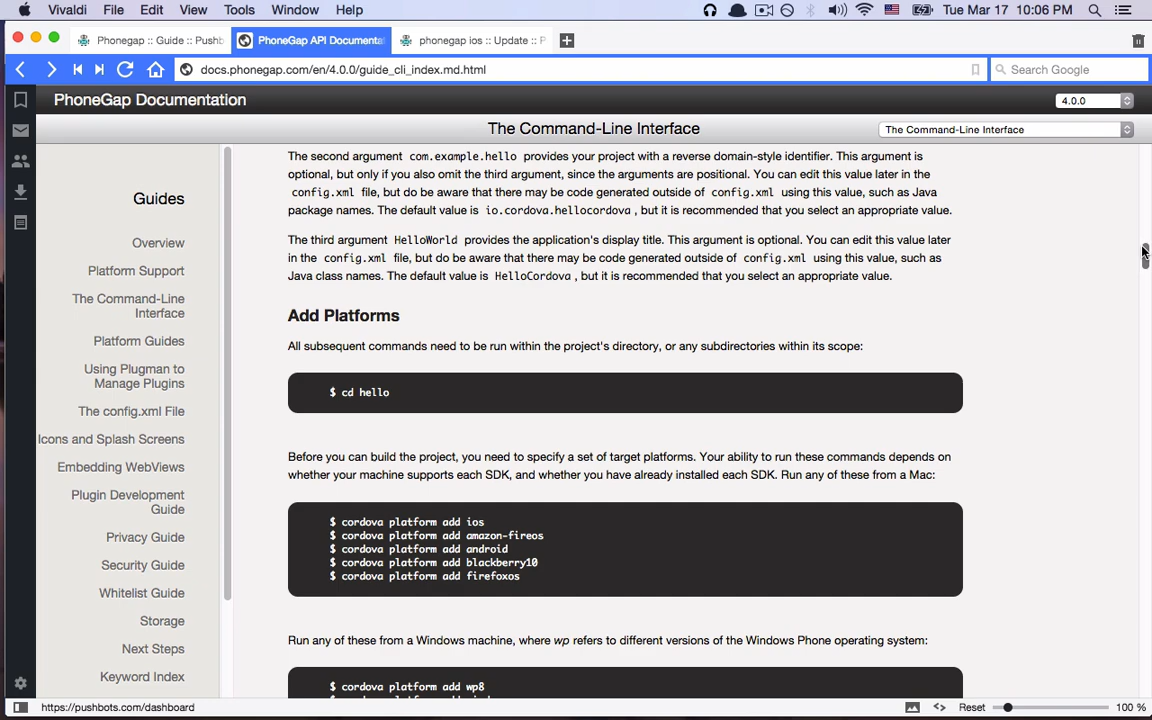 Vivaldi File Edit View Tools Window Help Tue Mar 17 10:06 PM
Phonegap :: Guide :: Pushb PhoneGap API Documenta phonegap ios :: Update :: P
docs.phonegap.com/en/4.0.0/guide_cli_index.md.html Search Google
PhoneGap Documentation 4.0.0
The Command-Line Interface The Command-Line Interface
Guides
Overview
Platform Support
The Command-Line
Interface
Platform Guides
Using Plugman to
Manage Plugins
The config.xml File
Icons and Splash Screens
Embedding WebViews
Plugin Development
Guide
Privacy Guide
Security Guide
Whitelist Guide
Storage
Next Steps
Keyword Index
The second argument com.example.hello provides your project with a reverse domain-style identifier. This argument is
optional, but only if you also omit the third argument, since the arguments are positional. You can edit this value later in the
config.xml file, but do be aware that there may be code generated outside of config.xml using this value, such as Java
package names. The default value is io.cordova.hellocordova, but it is recommended that you select an appropriate value.
The third argument HelloWorld provides the application's display title. This argument is optional. You can edit this value later
in the config.xml file, but do be aware that there may be code generated outside of config.xml using this value, such as
Java class names. The default value is HelloCordova, but it is recommended that you select an appropriate value.
Add Platforms
All subsequent commands need to be run within the project's directory, or any subdirectories within its scope:
$ cd hello
Before you can build the project, you need to specify a set of target platforms. Your ability to run these commands depends on
whether your machine supports each SDK, and whether you have already installed each SDK. Run any of these from a Mac:
$ cordova platform add ios
$ cordova platform add amazon-fireos
$ cordova platform add android
$ cordova platform add blackberry10
$ cordova platform add firefoxos
Run any of these from a Windows machine, where wp refers to different versions of the Windows Phone operating system:
$ cordova platform add wp8
https://pushbots.com/dashboard Reset 100 %